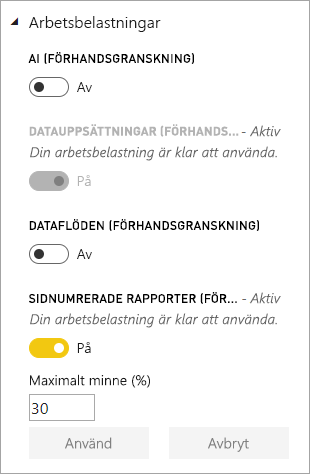 Arbetsbelastningar
AI (FÖRHANDSGRANSKNING)
Av
DATAUPPSÄTTNINGAR (FÖRHANDS... - Aktiv
Din arbetsbelastning är klar att använda.
På
DATAFLÖDEN (FÖRHANDSGRANSKNING)
Av
SIDNUMRERADE RAPPORTER (FÖR... - Aktiv
Din arbetsbelastning är klar att använda.
På
Maximalt minne (%)
30
Använd Avbryt